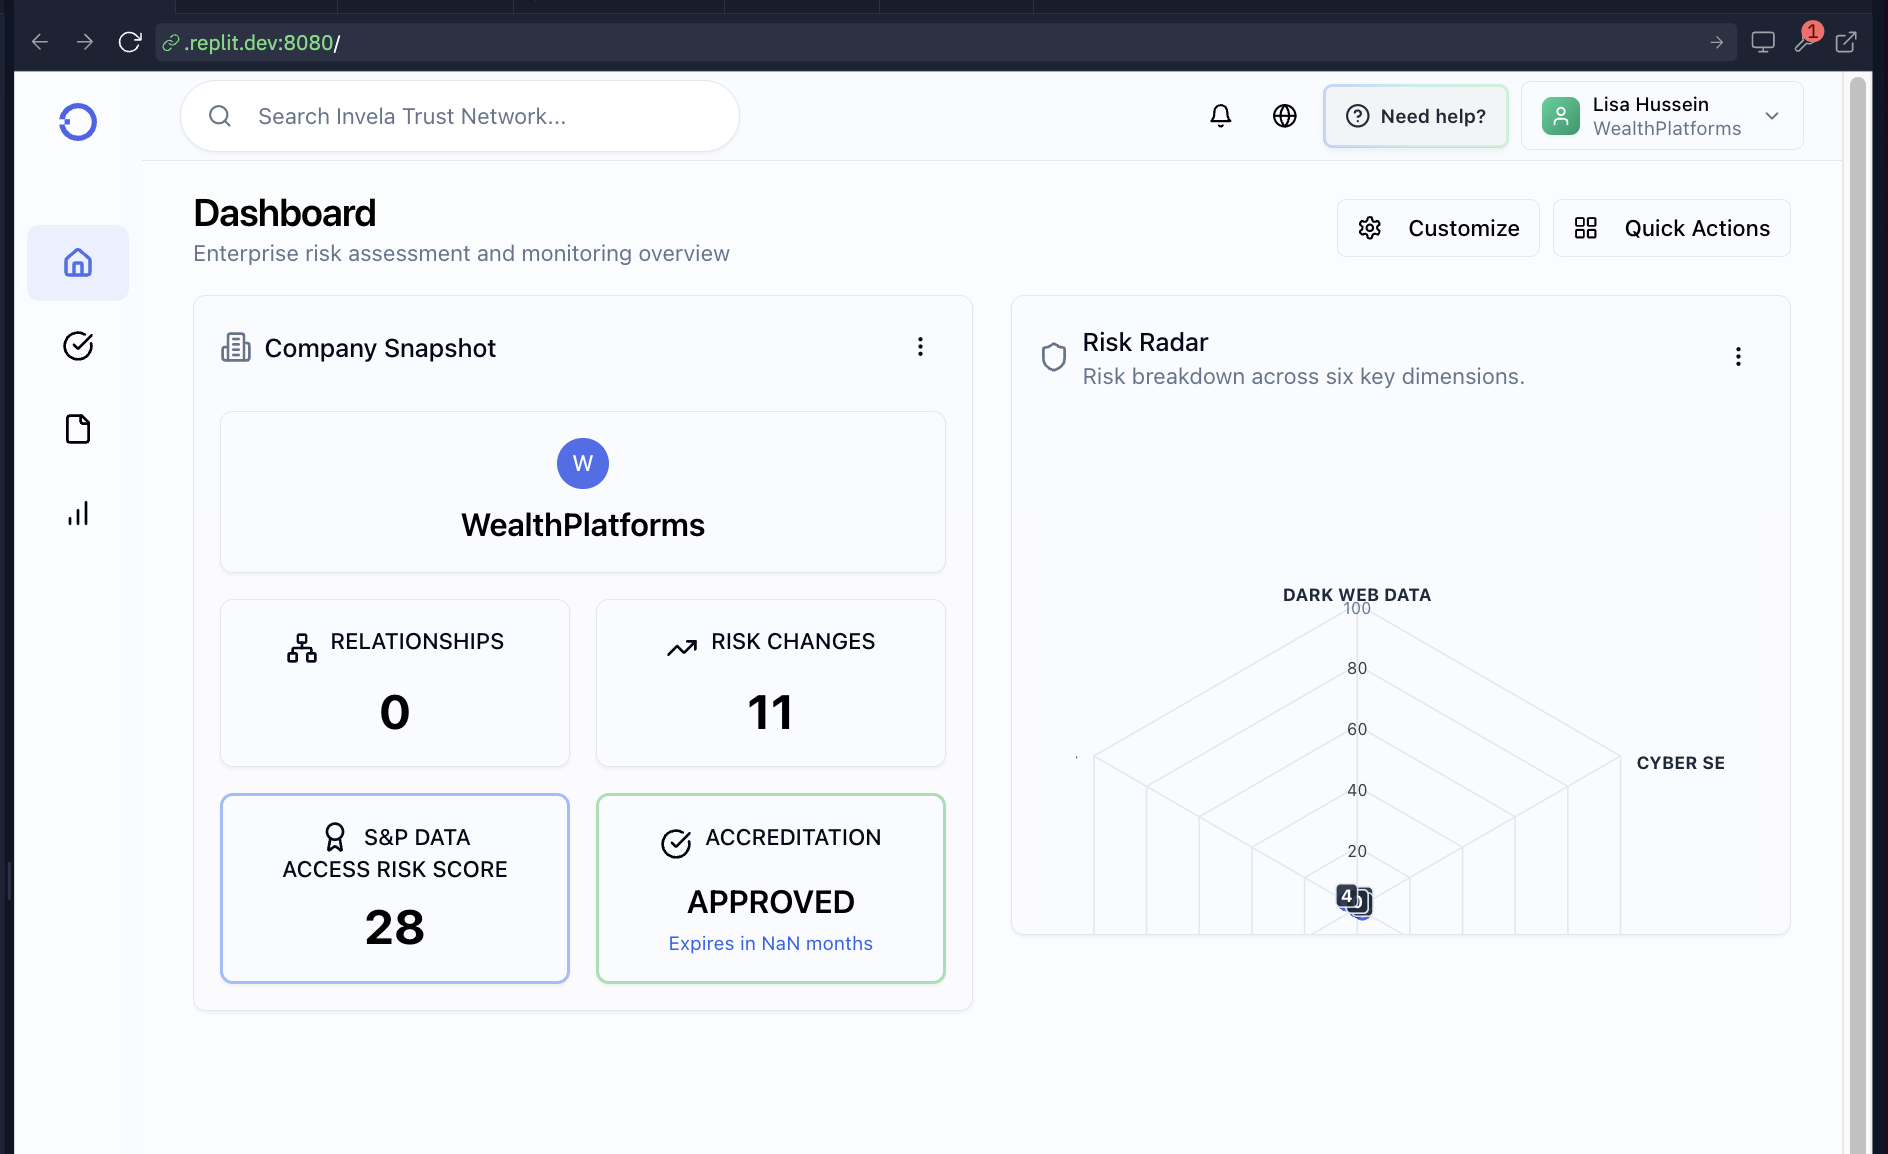 .replit.dev:8080/
1
Search Invela Trust Network...
Need help?
Lisa Hussein
WealthPlatforms
Dashboard
Enterprise risk assessment and monitoring overview
Customize
Quick Actions
Company Snapshot
W
WealthPlatforms
RELATIONSHIPS
0
RISK CHANGES
11
S&P DATA
ACCESS RISK SCORE
28
ACCREDITATION
APPROVED
Expires in NaN months
Risk Radar
Risk breakdown across six key dimensions.
DARK WEB DATA
100
80
60
CYBER SE
40
20
4